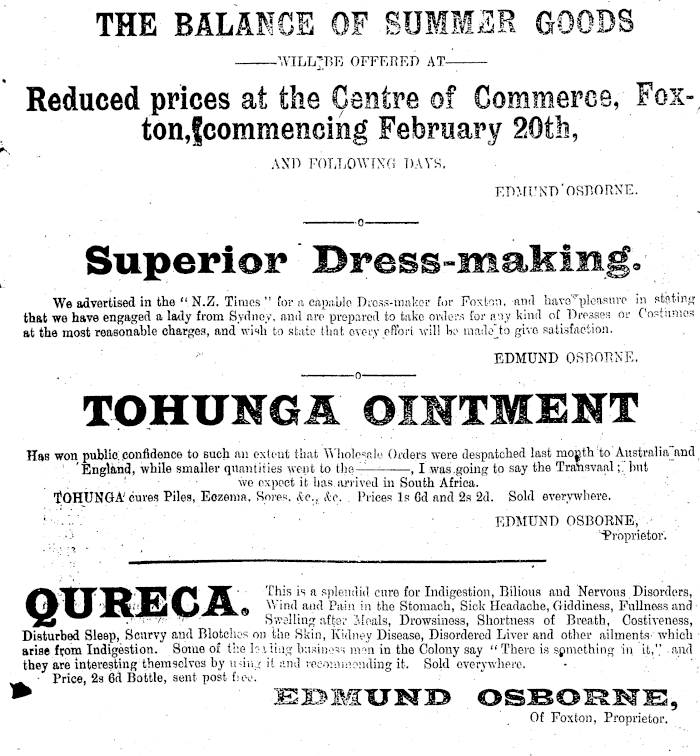 THE BALANCE OF SUMMER GOODS
WILL BE OFFERED AT
Reduced prices at the Centre of Commerce, Fox-
ton, commencing February 20th,
AND FOLLOWING DAYS.
EDMUND OSBORNE.
Superior Dress-making.
We advertised in the "N.Z. Times" for a capable Dress-maker for Foxton, and have pleasure in stating
that we have engaged a lady from Sydney, and are prepared to take orders for any kind of Dresses or Costumes
at the most reasonable charges, and wish to state that every effort will be made to give satisfaction.
EDMUND OSBORNE.
TOHUNGA OINTMENT
Has won public confidence to such an extent that Wholesale Orders were despatched last month to Australia and
England, while smaller quantities went to the———, I was going to say the Transvaal; but
we expect it has arrived in South Africa.
TOHUNGA cures Piles, Eczema, Sores, &c., &c. Prices 1s 6d and 2s 2d. Sold everywhere.
EDMUND OSBORNE,
Proprietor.
QURECA. This is a splendid cure for Indigestion, Bilious and Nervous Disorders,
Wind and Pain in the Stomach, Sick Headache, Giddiness, Fullness and
Swelling after Meals, Drowsiness, Shortness of Breath, Costiveness,
Disturbed Sleep, Scurvy and Blotches on the Skin, Kidney Disease, Disordered Liver and other ailments which
arise from Indigestion. Some of the leading business men in the Colony say "There is something in it," and
they are interesting themselves by using it and recommending it. Sold everywhere.
Price, 2s 6d Bottle, sent post free.
EDMUND OSBORNE,
Of Foxton, Proprietor.